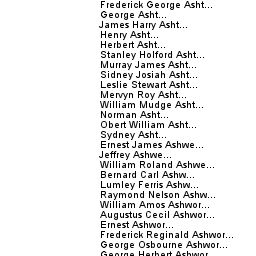 Frederick George Asht...
George Asht...
James Harry Asht...
Henry Asht...
Herbert Asht...
Stanley Holford Asht...
Murray James Asht...
Sidney Josiah Asht...
Leslie Stewart Asht...
Mervyn Roy Asht...
William Mudge Asht...
Norman Asht...
Obert William Asht...
Sydney Asht...
Ernest James Ashwe...
Jeffrey Ashwe...
William Roland Ashwe...
Bernard Carl Ashw...
Lumley Ferris Ashw...
Raymond Nelson Ashw...
William Amos Ashwor...
Augustus Cecil Ashwor...
Ernest Ashwor...
Frederick Reginald Ashwor...
George Osbourne Ashwor...
George Herbert Ashwor...